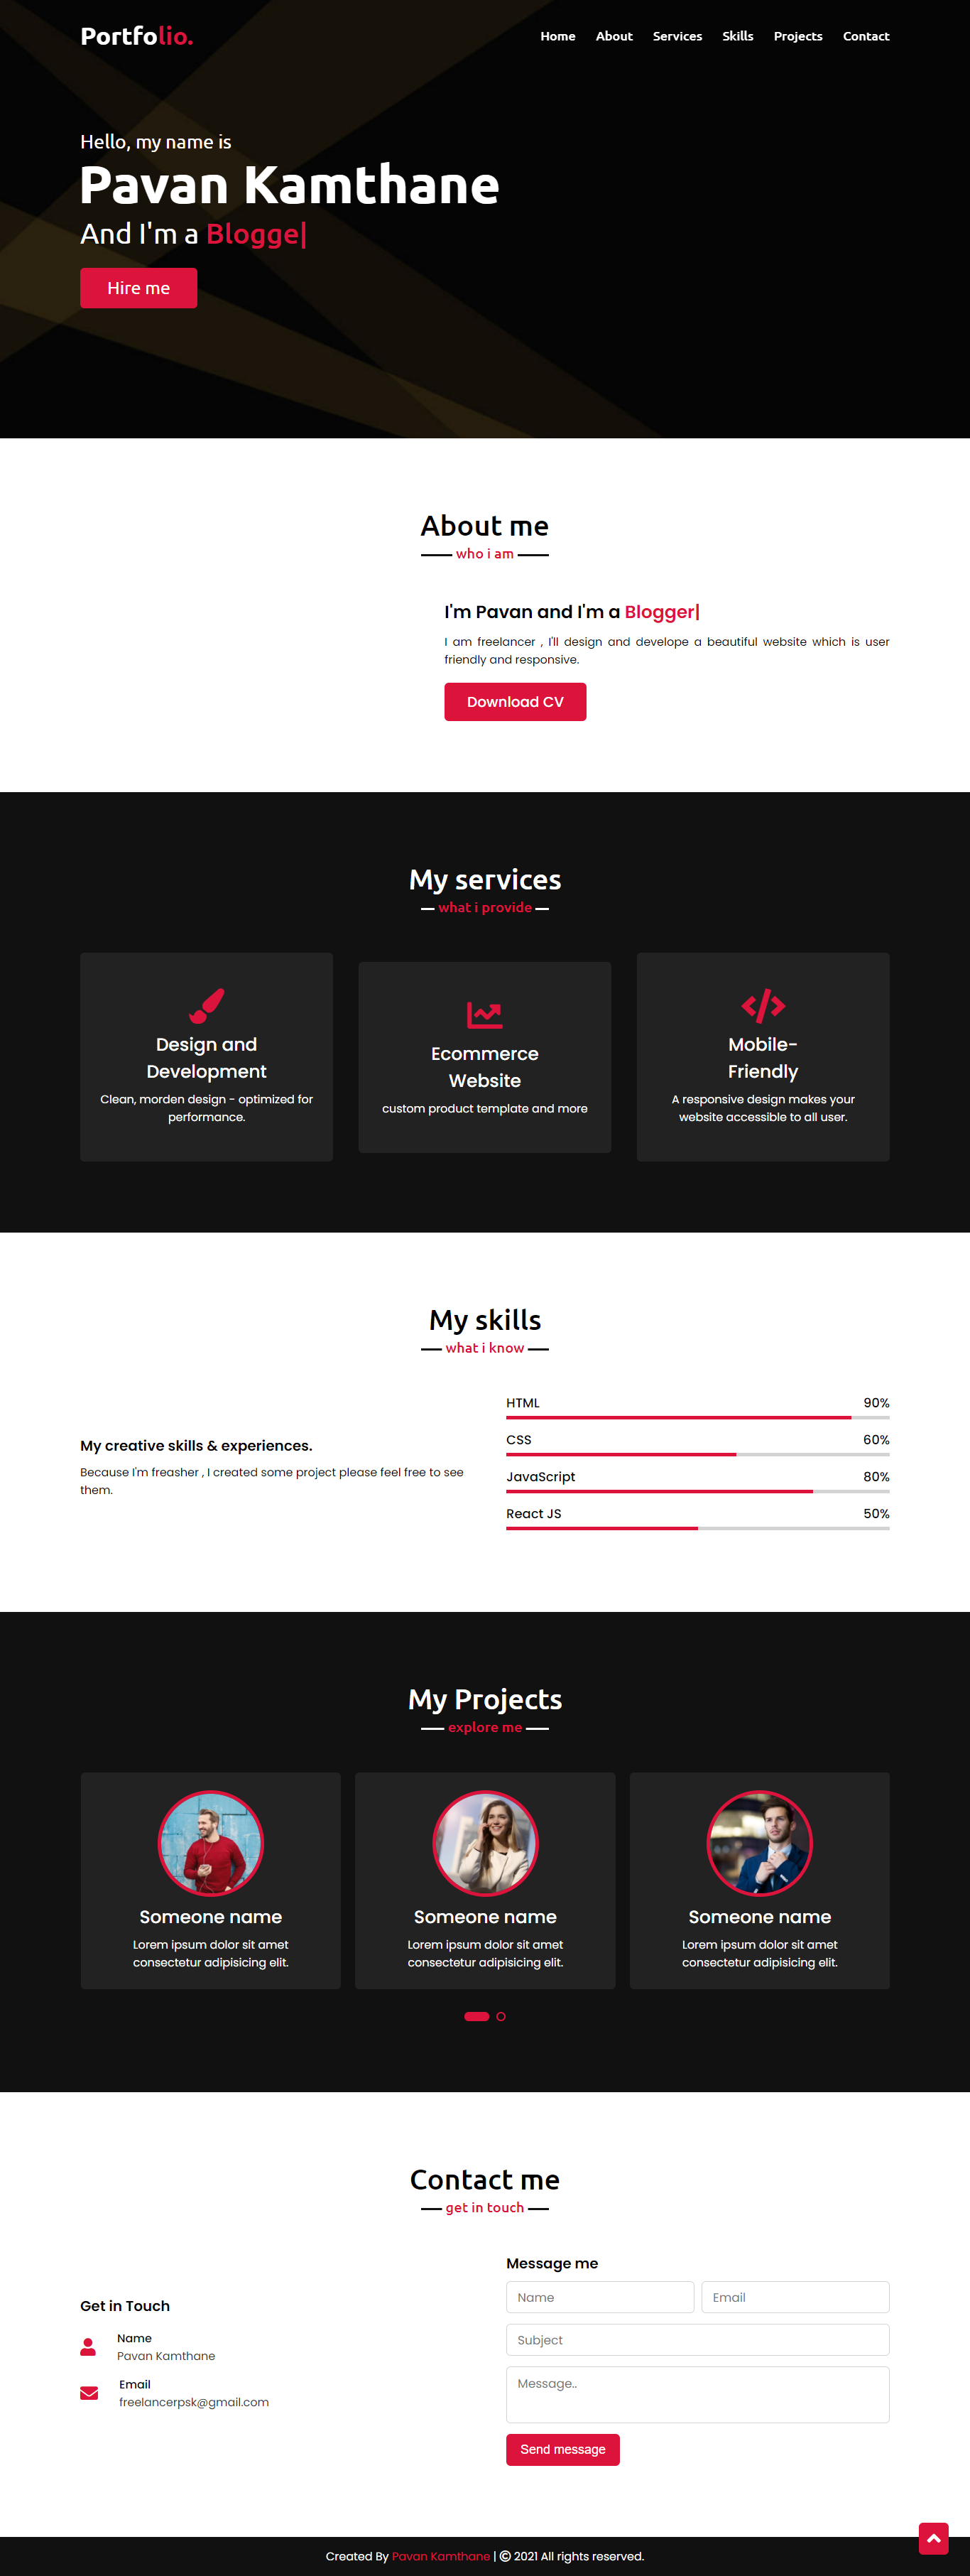 Portfolio.
Home About Services Skills Projects Contact
Hello, my name is
Pavan Kamthane
And I'm a Blogge|
Hire me
About me
who i am
I'm Pavan and I'm a Blogger|
I am freelancer , I'll design and develope a beautiful website which is user
friendly and responsive.
Download CV
My services
what i provide
Design and
Development
Clean, morden design - optimized for
performance.
Ecommerce
Website
custom product template and more
Mobile-
Friendly
A responsive design makes your
website accessible to all user.
My skills
what i know
My creative skills & experiences.
Because I'm freasher , I created some project please feel free to see
them.
HTML 90%
CSS 60%
JavaScript 80%
React JS 50%
My Projects
explore me
Someone name
Lorem ipsum dolor sit amet
consectetur adipisicing elit.
Someone name
Lorem ipsum dolor sit amet
consectetur adipisicing elit.
Someone name
Lorem ipsum dolor sit amet
consectetur adipisicing elit.
Contact me
get in touch
Get in Touch
Name
Pavan Kamthane
Email
freelancerpsk@gmail.com
Message me
Name Email
Subject
Message..
Send message
Created By Pavan Kamthane | © 2021 All rights reserved.